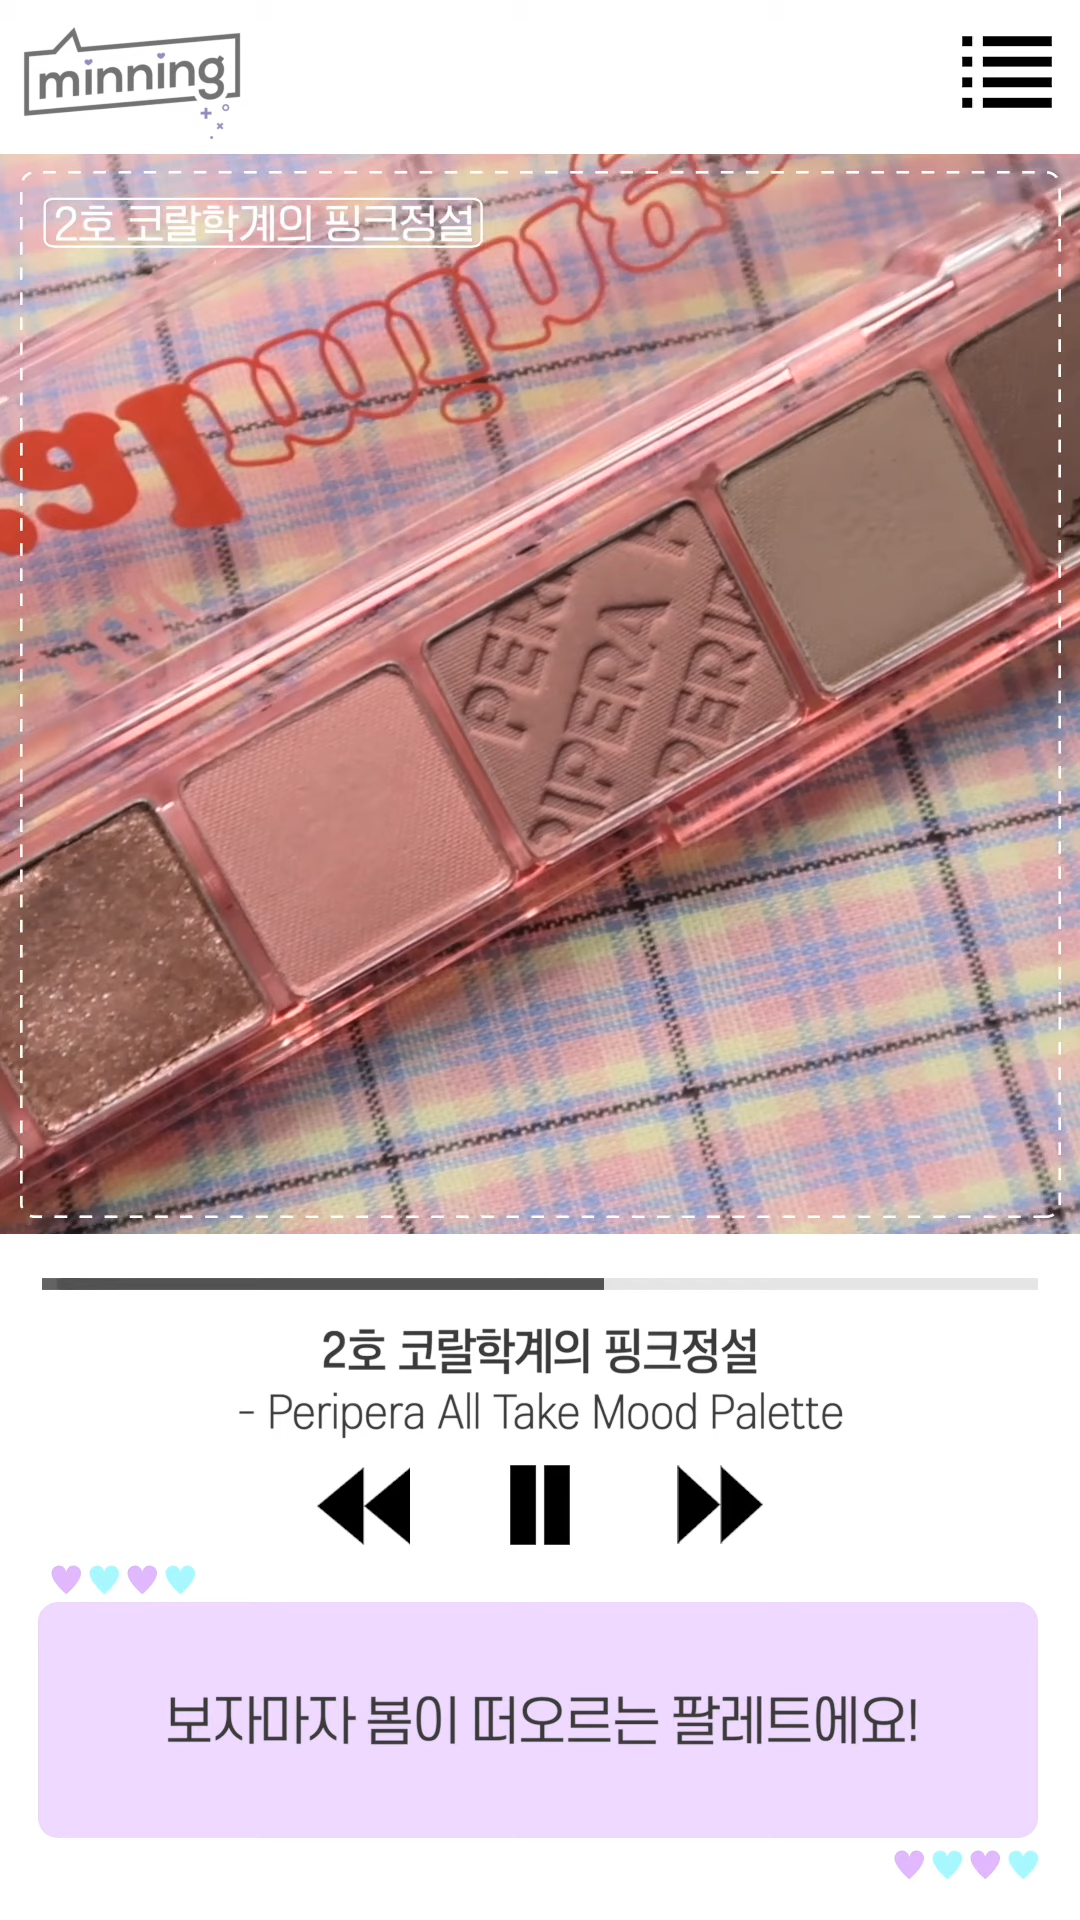 minning
2호 코랄학계의 핑크정설
PERI
PERIPERA
PERIPERA
2호 코랄학계의 핑크정설
- Peripera All Take Mood Palette
보자마자 봄이 떠오르는 팔레트에요!